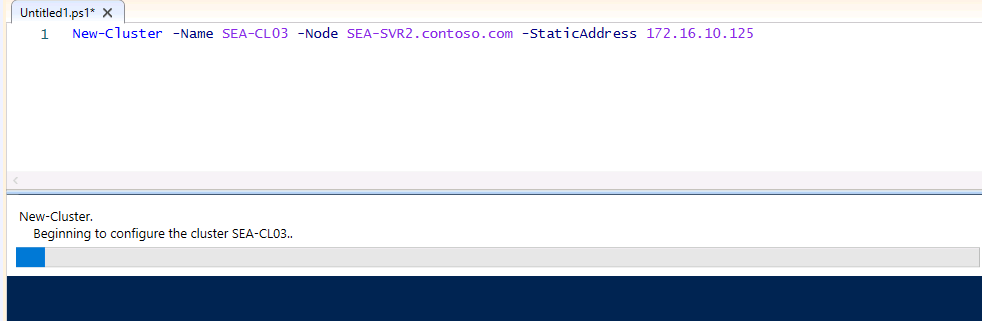 Untitled1.ps1* X
1 New-Cluster -Name SEA-CL03 -Node SEA-SVR2.contoso.com -StaticAddress 172.16.10.125
New-Cluster.
Beginning to configure the cluster SEA-CL03..